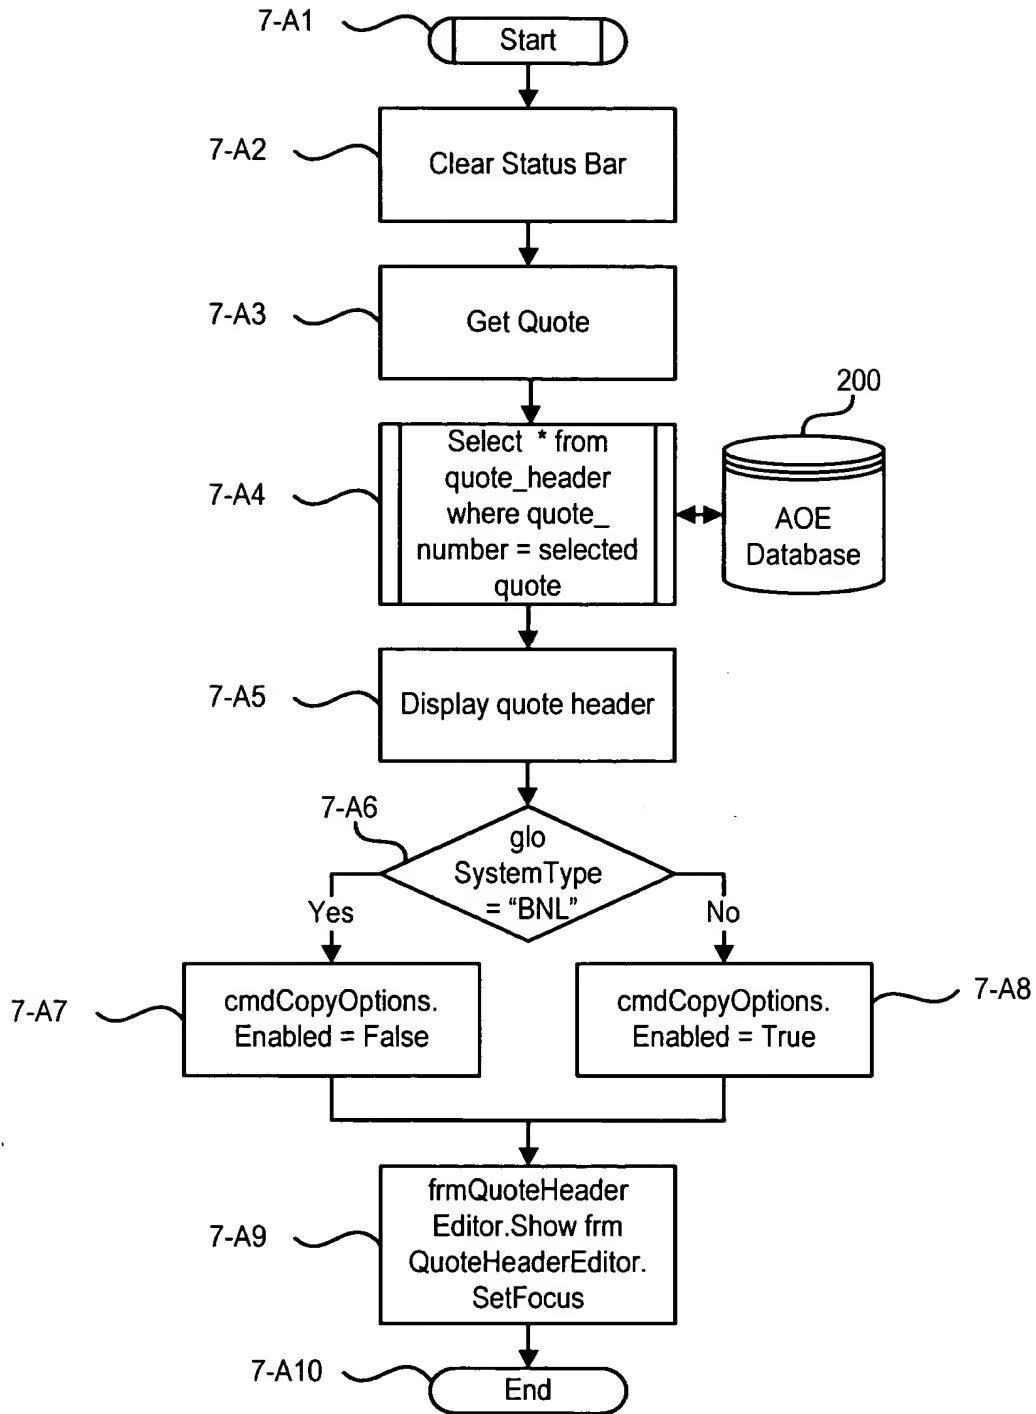 7-A1
Start
7-A2
Clear Status Bar
7-A3
Get Quote
200
7-A4
Select * from
quote_header
where quote_
number = selected
quote
AOE
Database
7-A5
Display quote header
7-A6
glo
SystemType
= “BNL”
Yes
No
7-A7
cmdCopyOptions.
Enabled = False
cmdCopyOptions.
Enabled = True
7-A8
7-A9
frmQuoteHeader
Editor.Show frm
QuoteHeaderEditor.
SetFocus
7-A10
End